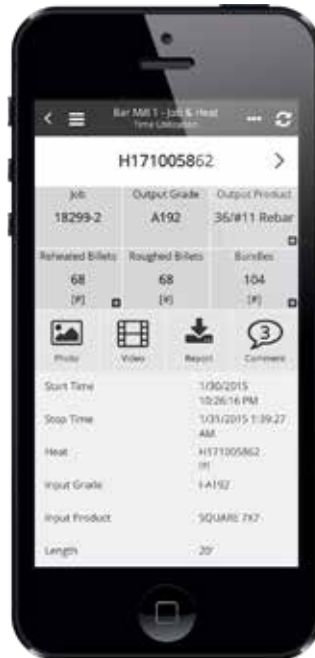 Bar Mill 1 - Job & Heat
Time Utilization
H171005862
Job
Output Grade
Output Product
18299-2
A192
36/#11 Rebar
Reheated Billets
Roughed Billets
Bundles
68
68
104
[#]
[#]
[#]
Photo
Video
Report
3
Comment
Start Time
1/30/2015
10:26:16 PM
Stop Time
1/31/2015 1:39:27
AM
Heat
H171005862
[#]
Input Grade
I-A192
Input Product
SQUARE 7X7
Length
20'